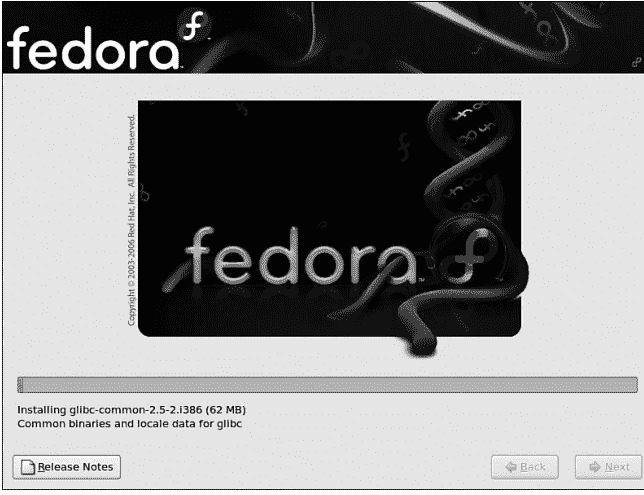 fedora
Copyright © 2003-2006 Red Hat, Inc. All Rights Reserved.
fedora™
Installing glibc-common-2.5-2.i386 (62 MB)
Common binaries and locale data for glibc
Release Notes
Back
Next